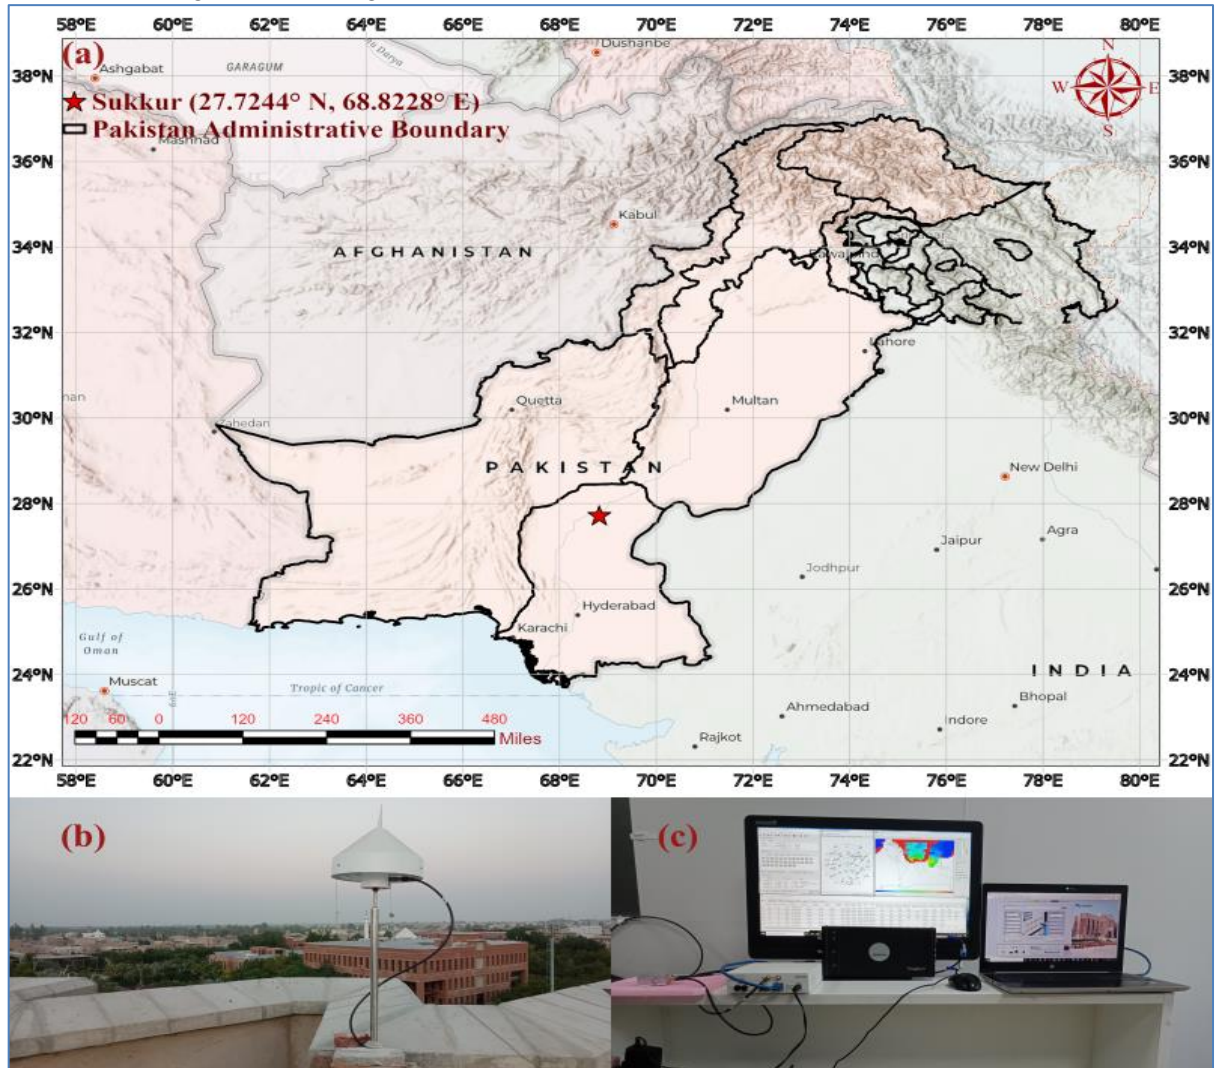 58°E 60°E 62°E 64°E 66°E 68°E 70°E 72°E 74°E 76°E 78°E 80°E
(a)
Dushanbe
N
Ashgabat
GARAGUM
Darya
38°N
38°N
W
E
Sukkur (27.7244° N, 68.8228° E)
Pakistan Administrative Boundary
S
Mashhad
36°N
36°N
Kabul
34°N
AFGHANISTAN
34°N
32°N
32°N
Lahore
Quetta
Multan
30°N
30°N
Zahedan
PAKISTAN
New Delhi
28°N
28°N
Agra
Jaipur
Jodhpur
26°N
26°N
Hyderabad
Karachi
Gulf of
Oman
24°N
INDIA
24°N
Muscat
Tropic of Cancer
Bhopal
Ahmedabad
Indore
120 60 0 120 240 360 480
Miles
Rajkot
22°N
22°N
58°E 60°E 62°E 64°E 66°E 68°E 70°E 72°E 74°E 76°E 78°E 80°E
(b)
(c)